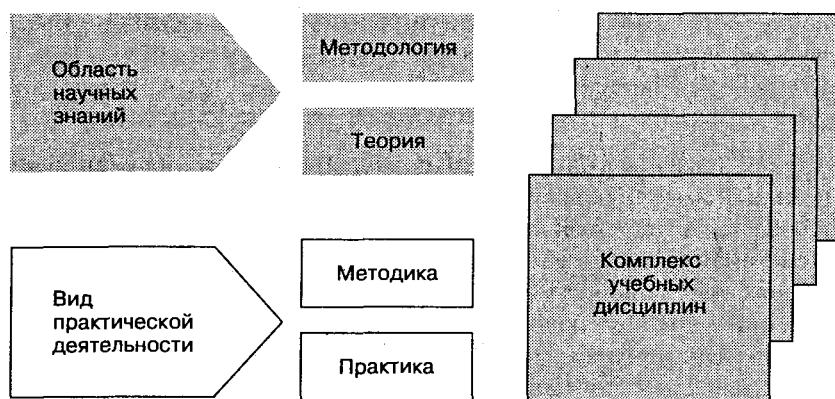 Область
научных
знаний
Методология
Теория
Вид
практической
деятельности
Методика
Практика
Комплекс
учебных
дисциплин